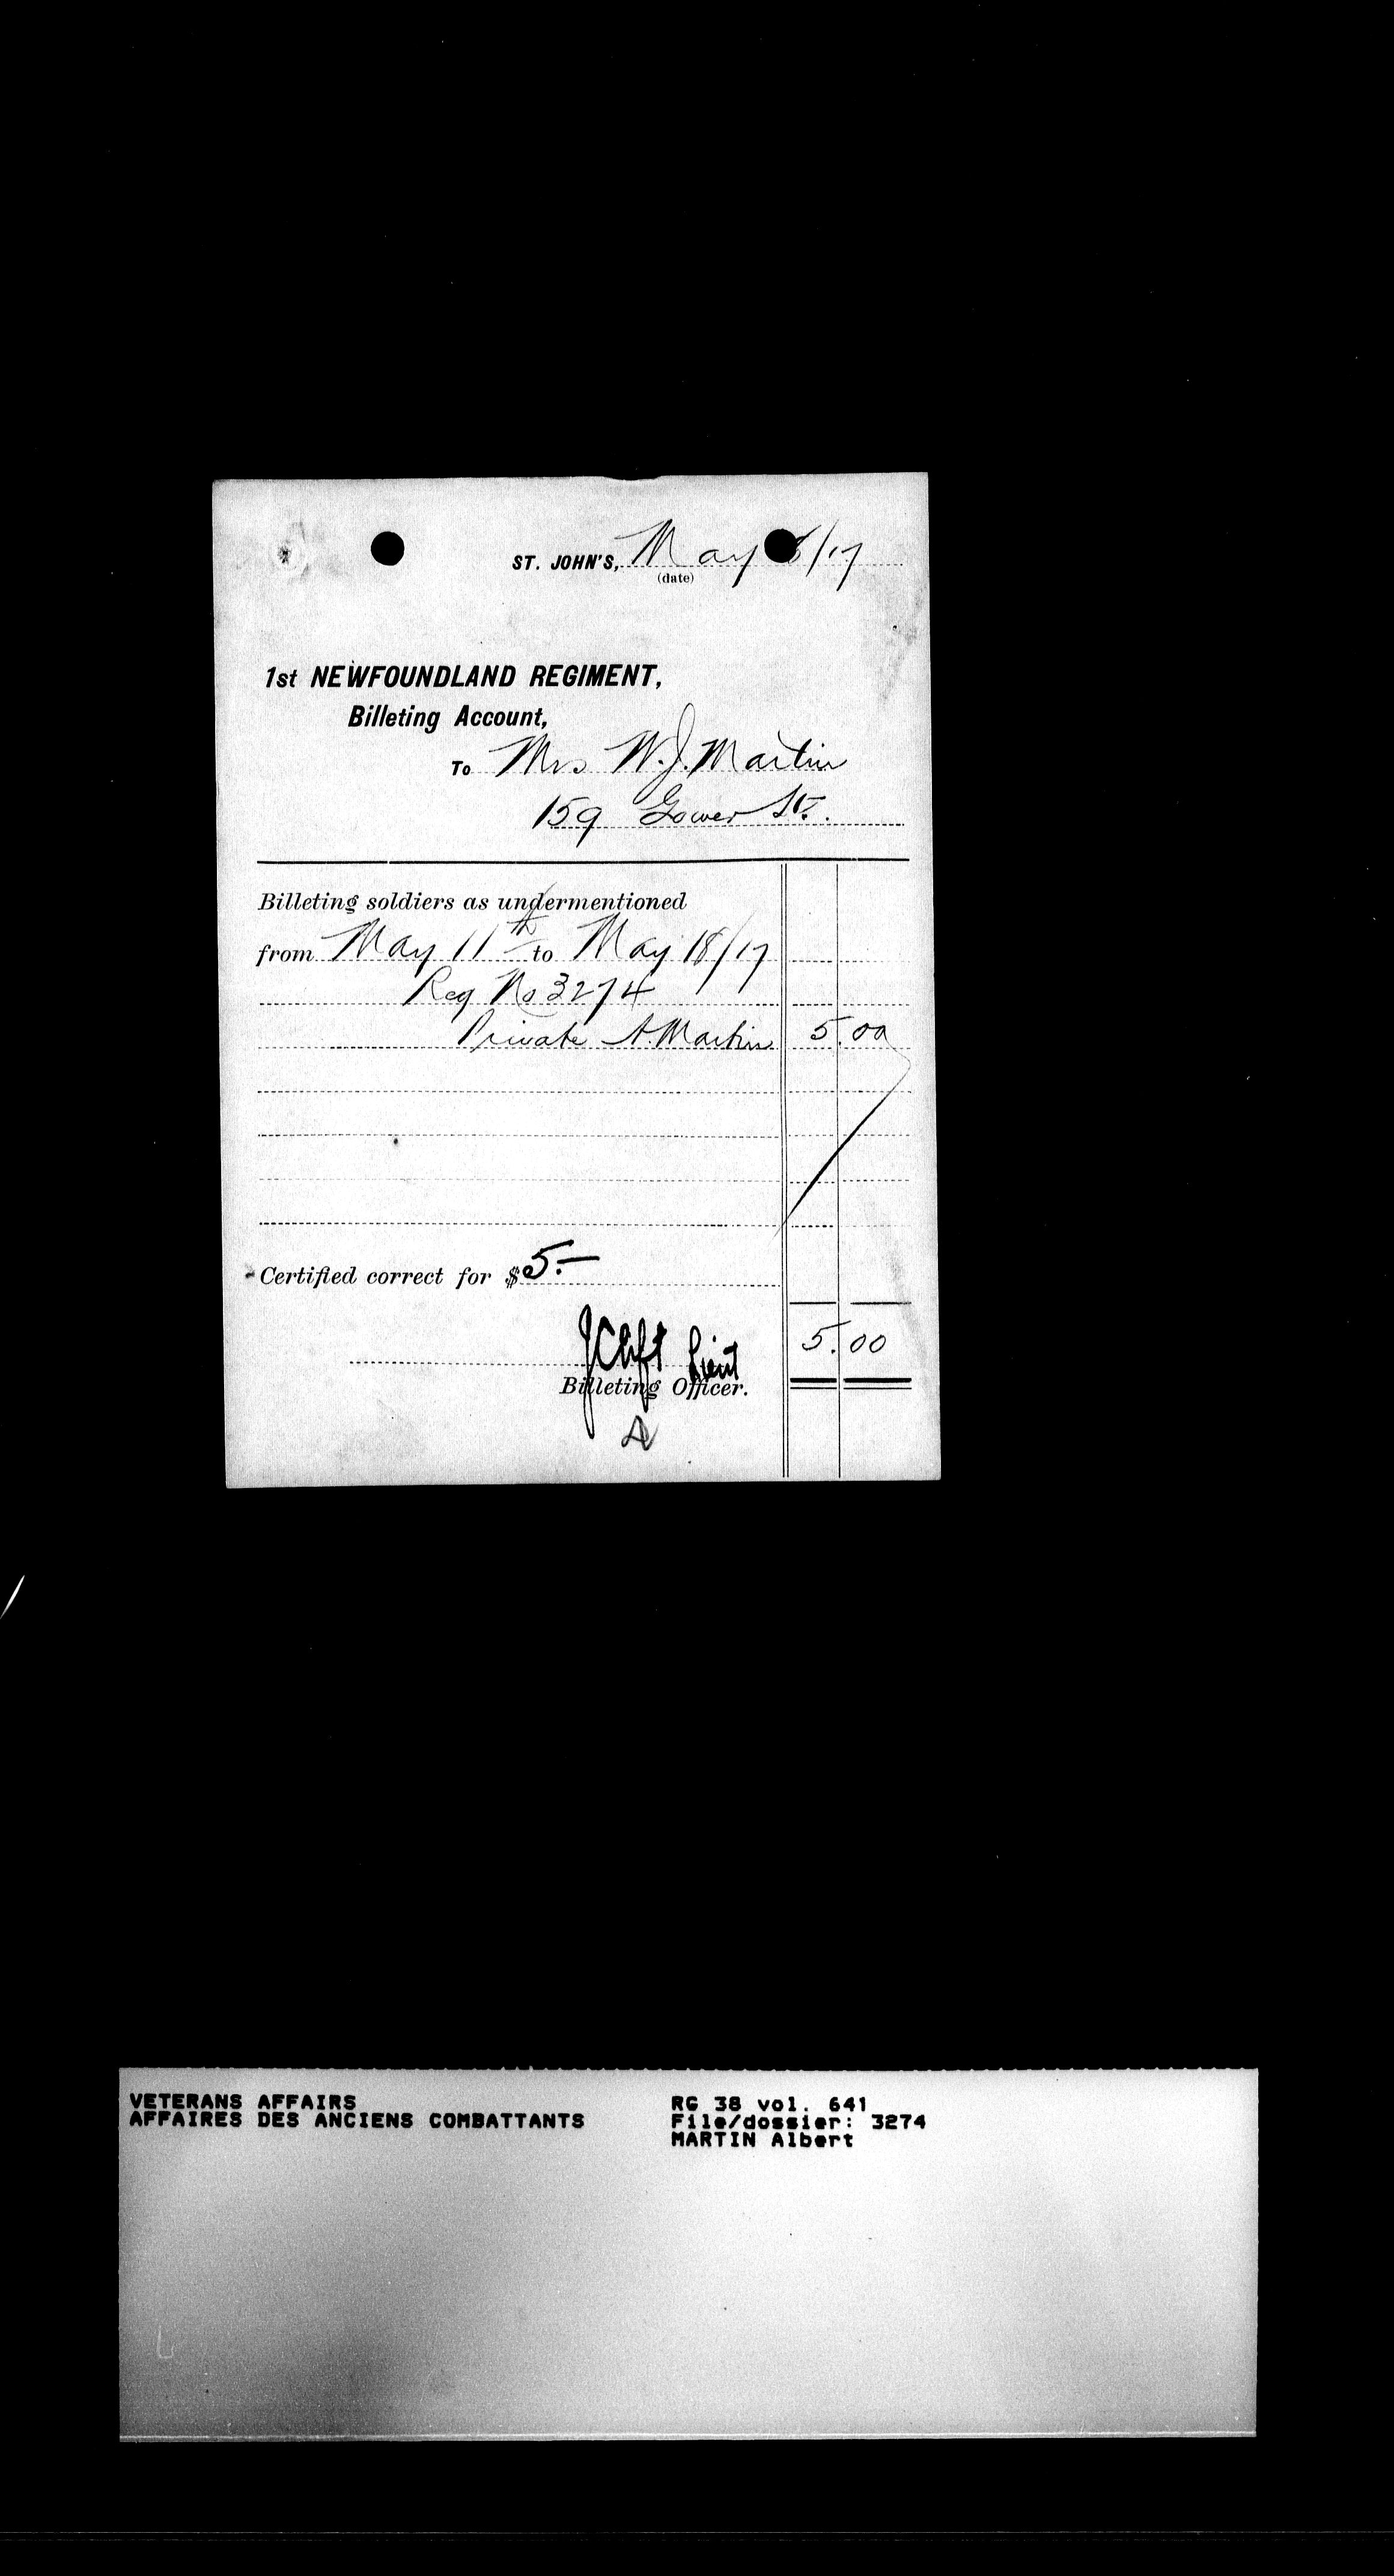 ST. JOHN'S, May 8/17
(date)
1st NEWFOUNDLAND REGIMENT,
Billeting Account,
To Mrs W. J. Martin
159 Gower St.
Billeting soldiers as undermentioned
from May 11th to May 18/17
Reg No 3274
Private A. Martin 5.00
Certified correct for $5.—
JClift Lieut 5.00
Billeting Officer.
VETERANS AFFAIRS
AFFAIRES DES ANCIENS COMBATTANTS
RG 38 vol. 641
File/dossier: 3274
MARTIN Albert